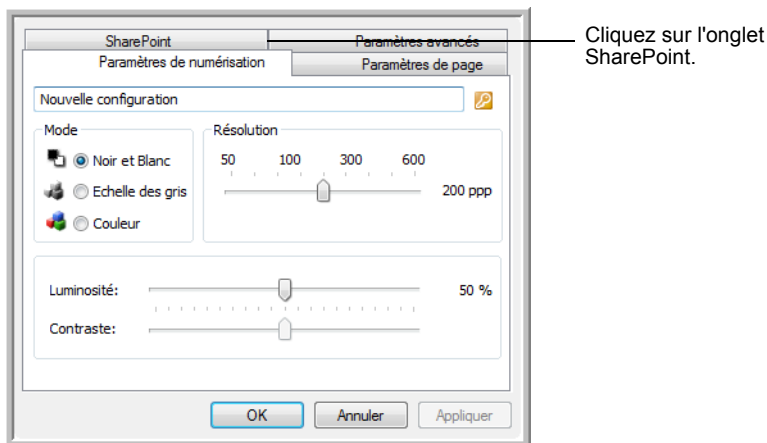 SharePoint
Paramètres avancés
Cliquez sur l'onglet
SharePoint.
Paramètres de numérisation
Paramètres de page
Nouvelle configuration
Mode
Résolution
Noir et Blanc
50 100 300 600
Echelle des gris
200 ppp
Couleur
Luminosité:
50 %
Contraste:
OK
Annuler
Appliquer